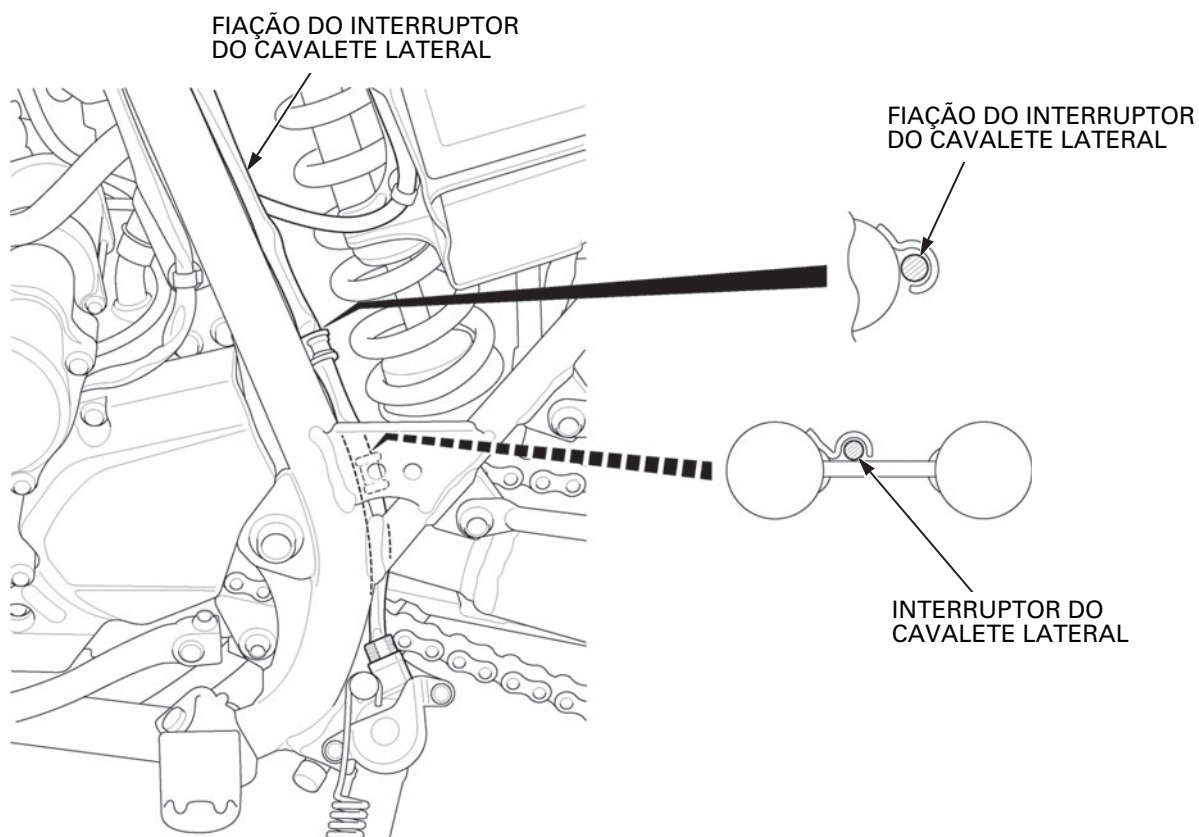 FIAÇÃO DO INTERRUPTOR
DO CAVALETE LATERAL
FIAÇÃO DO INTERRUPTOR
DO CAVALETE LATERAL
INTERRUPTOR DO
CAVALETE LATERAL